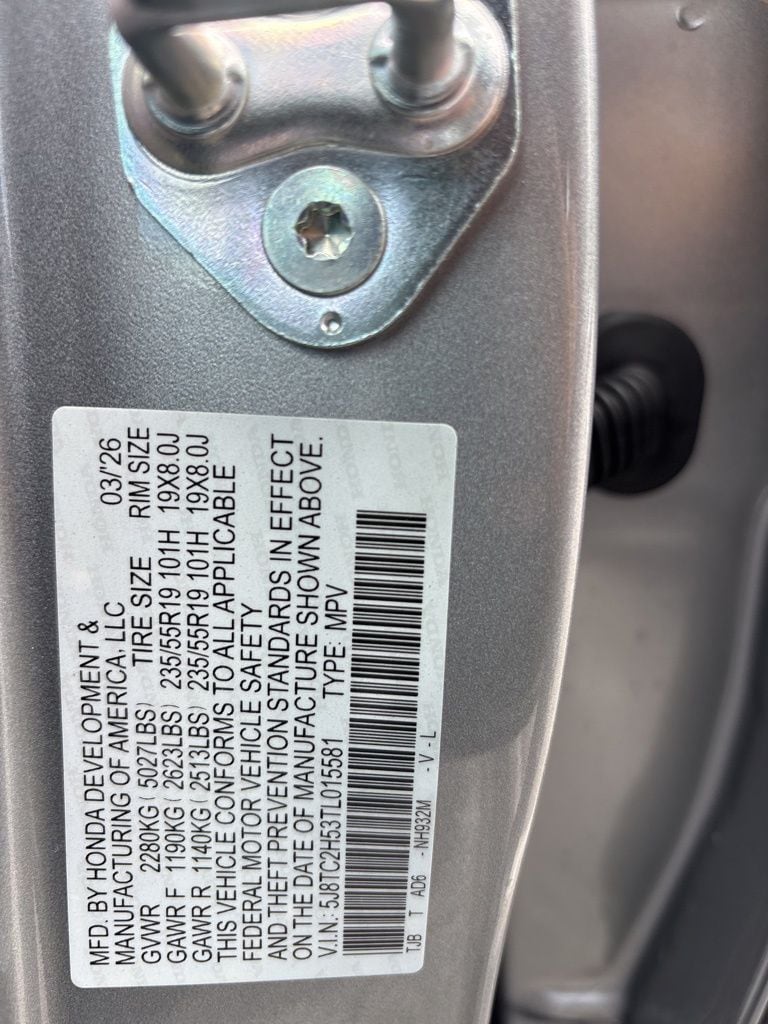 MFD. BY HONDA DEVELOPMENT &
MANUFACTURING OF AMERICA, LLC 03/'26
GVWR 2280KG ( 5027LBS) TIRE SIZE RIM SIZE
GAWR F 1190KG ( 2623LBS) 235/55R19 101H 19X8.0J
GAWR R 1140KG ( 2513LBS) 235/55R19 101H 19X8.0J
THIS VEHICLE CONFORMS TO ALL APPLICABLE
FEDERAL MOTOR VEHICLE SAFETY
AND THEFT PREVENTION STANDARDS IN EFFECT
ON THE DATE OF MANUFACTURE SHOWN ABOVE.
V.I.N: 5J8TC2H53TL015581 TYPE: MPV
TJB T AD6 -NH932M -V-L